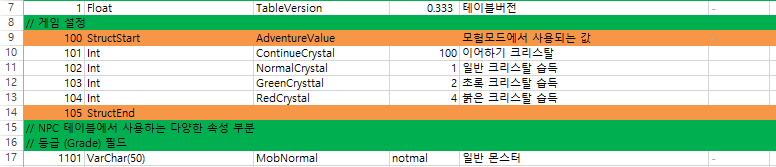 7 1 Float TableVersion 0.333 테이블버전 -
8 // 게임 설정
9 100 StructStart AdventureValue 모험모드에서 사용되는 값
10 101 Int ContinueCrystal 100 이어하기 크리스탈 -
11 102 Int NormalCrystal 1 일반 크리스탈 습득 -
12 103 Int GreenCrysttal 2 초록 크리스탈 습득 -
13 104 Int RedCrystal 4 붉은 크리스탈 습득 -
14 105 StructEnd
15 // NPC 테이블에서 사용하는 다양한 속성 부분
16 // 등급 (Grade) 필드
17 1101 VarChar(50) MobNormal notmal 일반 몬스터 -